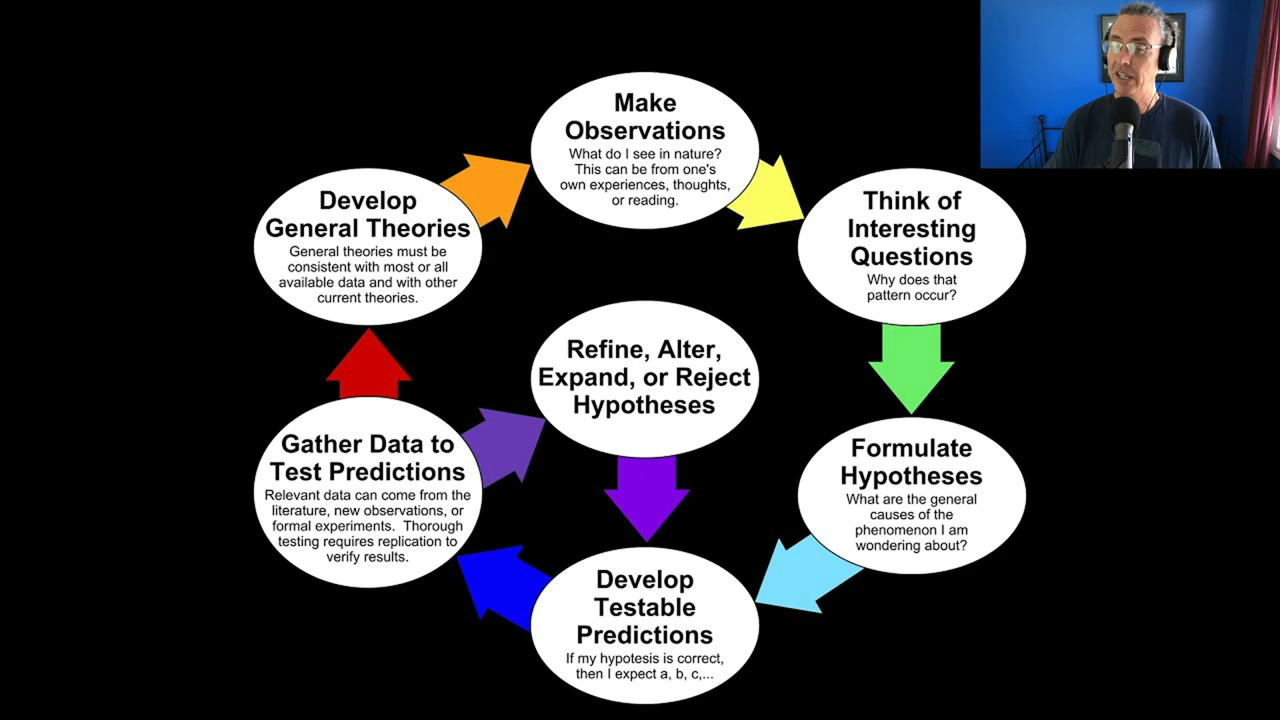 Make
Observations
What do I see in nature?
This can be from one's
own experiences, thoughts,
or reading.
Think of
Interesting
Questions
Why does that
pattern occur?
Formulate
Hypotheses
What are the general
causes of the
phenomenon I am
wondering about?
Develop
Testable
Predictions
If my hypotesis is correct,
then I expect a, b, c,...
Gather Data to
Test Predictions
Relevant data can come from the
literature, new observations, or
formal experiments. Thorough
testing requires replication to
verify results.
Refine, Alter,
Expand, or Reject
Hypotheses
Develop
General Theories
General theories must be
consistent with most or all
available data and with other
current theories.